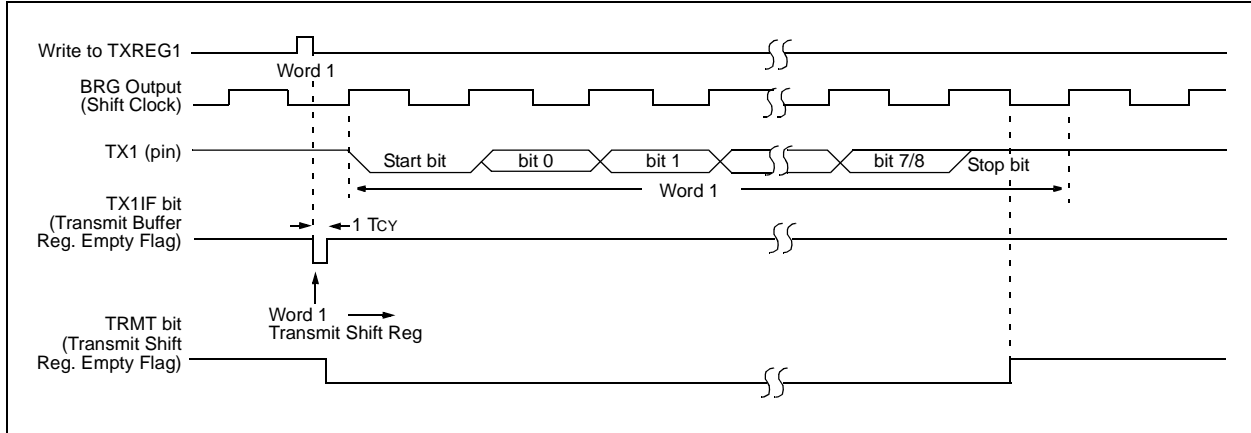 Write to TXREG1
Word 1
BRG Output
(Shift Clock)
TX1 (pin)
Start bit
bit 0
bit 1
bit 7/8
Stop bit
Word 1
TX1IF bit
(Transmit Buffer
Reg. Empty Flag)
1 TCY
Word 1
Transmit Shift Reg
TRMT bit
(Transmit Shift
Reg. Empty Flag)